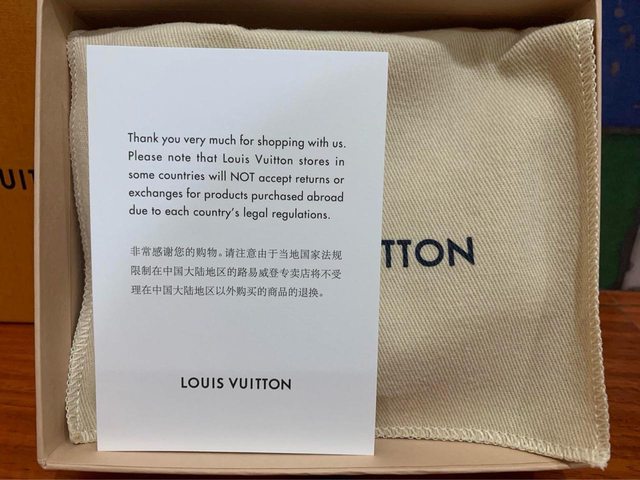 Thank you very much for shopping with us.
Please note that Louis Vuitton stores in
some countries will NOT accept returns or
exchanges for products purchased abroad
due to each country's legal regulations.
非常感谢您的购物。请注意由于当地国家法规
限制在中国大陆地区的路易威登专卖店将不受
理在中国大陆地区以外购买的商品的退换。
LOUIS VUITTON
TTON
UI